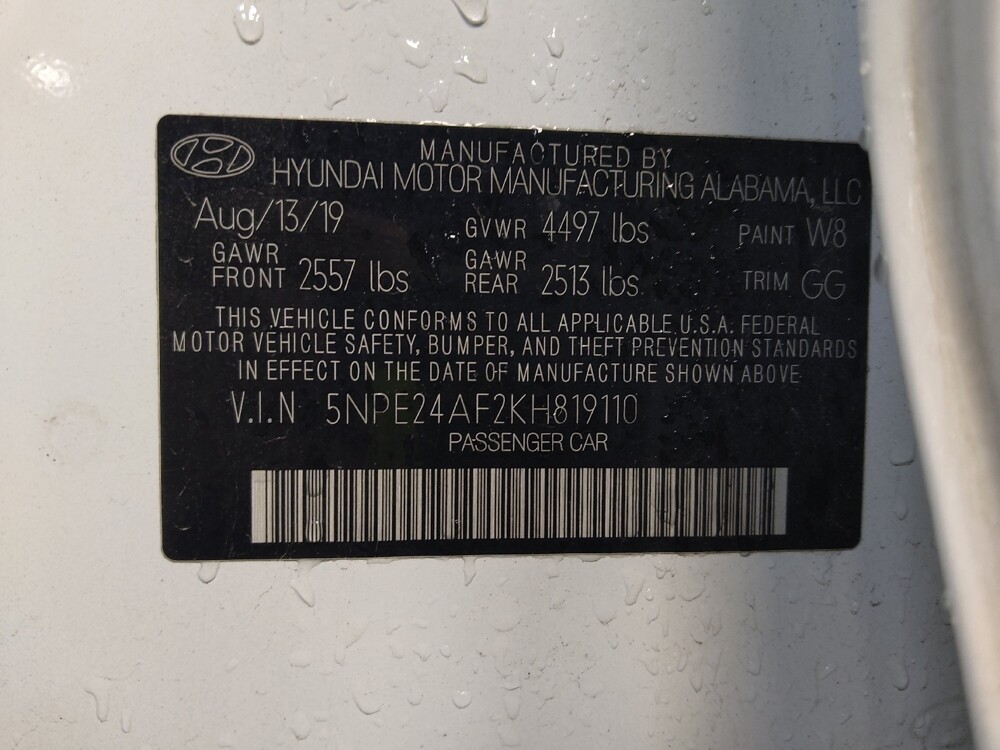 MANUFACTURED BY
HYUNDAI MOTOR MANUFACTURING ALABAMA, LLC
Aug/13/19 GVWR 4497 lbs PAINT W8
GAWR FRONT 2557 lbs GAWR REAR 2513 lbs TRIM GG
THIS VEHICLE CONFORMS TO ALL APPLICABLE U.S.A. FEDERAL
MOTOR VEHICLE SAFETY, BUMPER, AND THEFT PREVENTION STANDARDS
IN EFFECT ON THE DATE OF MANUFACTURE SHOWN ABOVE
V.I.N 5NPE24AF2KH819110
PASSENGER CAR